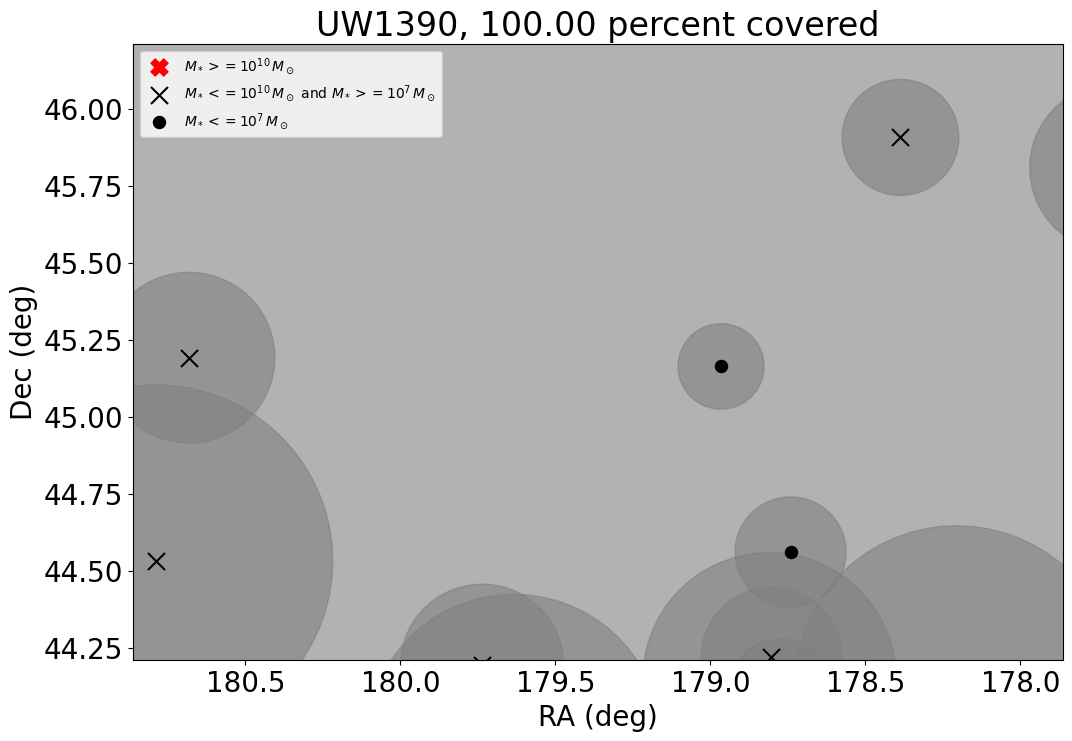 UW1390, 100.00 percent covered
M* >= 10^10 M⊙
M* <= 10^10 M⊙ and M* >= 10^7 M⊙
M* <= 10^7 M⊙
46.00
45.75
45.50
45.25
45.00
44.75
44.50
44.25
Dec (deg)
180.5 180.0 179.5 179.0 178.5 178.0
RA (deg)